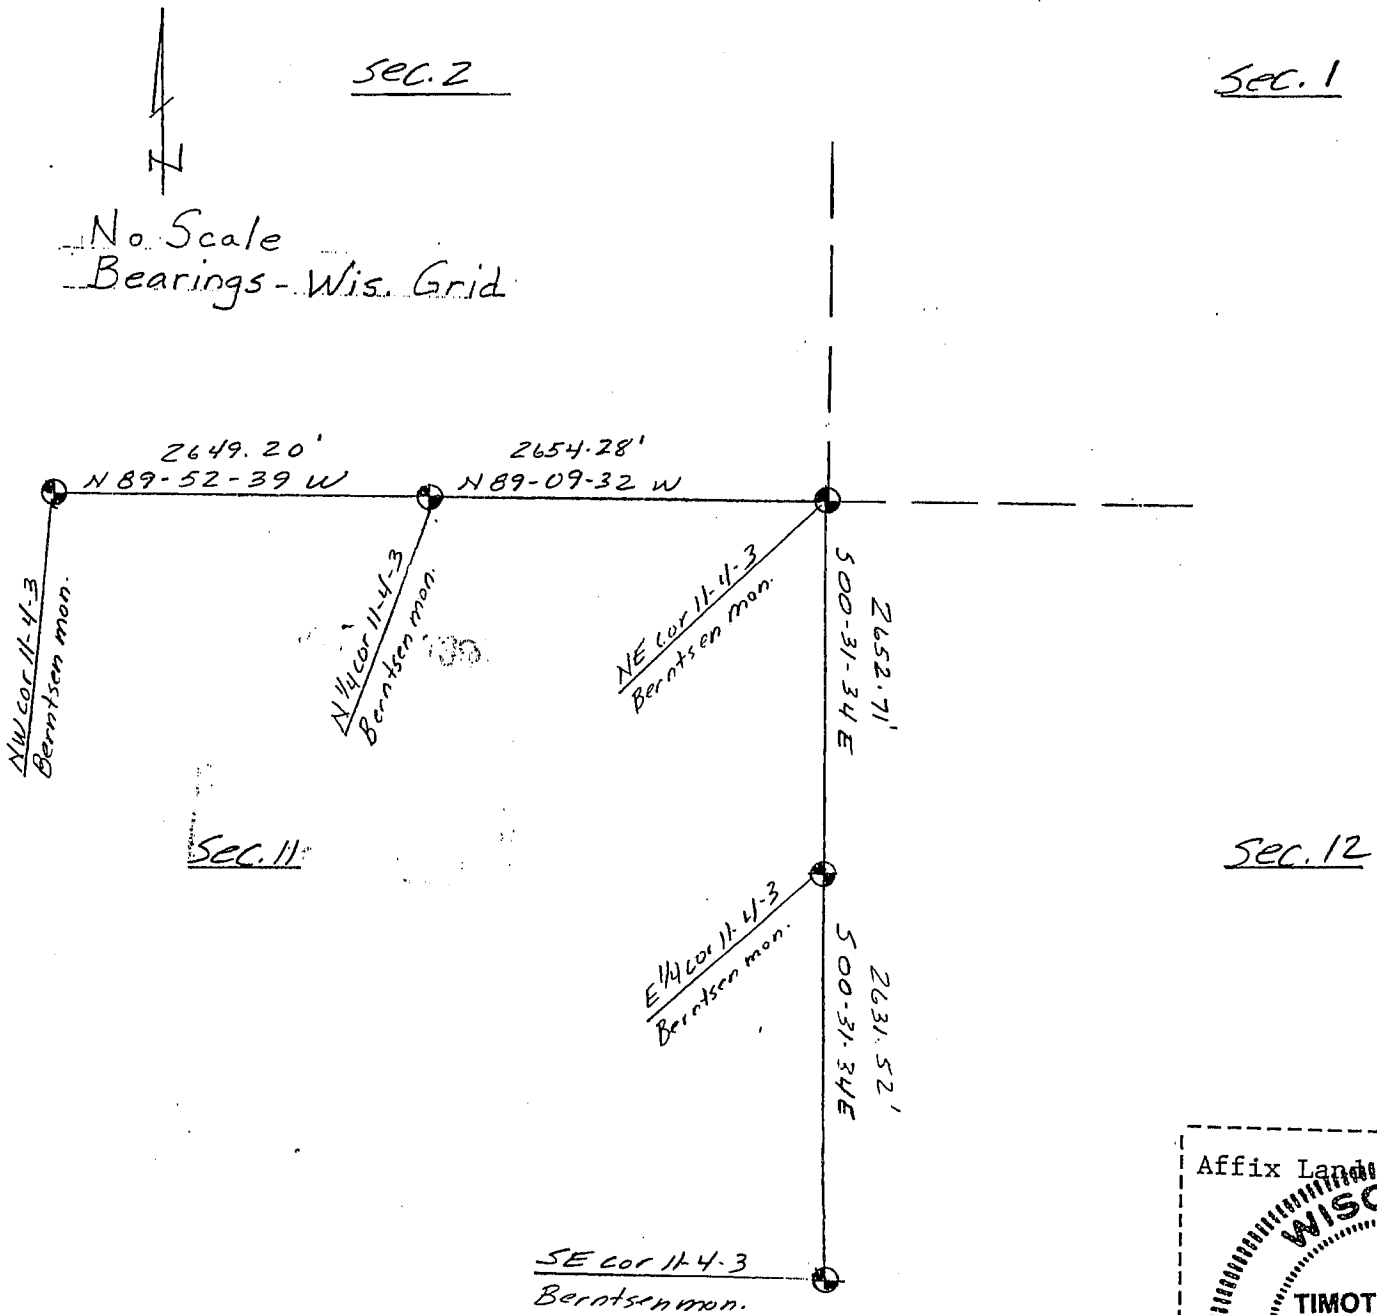 Sec. 2
Sec. 1
N
No Scale
Bearings - Wis. Grid
2649.20'
N 89-52-39 W
2654.28'
N 89-09-32 W
NW cor 11-4-3
Berntsen mon.
N 1/4 cor 11-4-3
Berntsen mon.
NE cor 11-4-3
Berntsen mon.
2652.71'
S 00-31-34 E
Sec. 11
Sec. 12
E 1/4 cor 11-4-3
Berntsen mon.
2631.52'
S 00-31-34 E
SE cor 11-4-3
Berntsen mon.
Affix Land
WISC
TIMOT